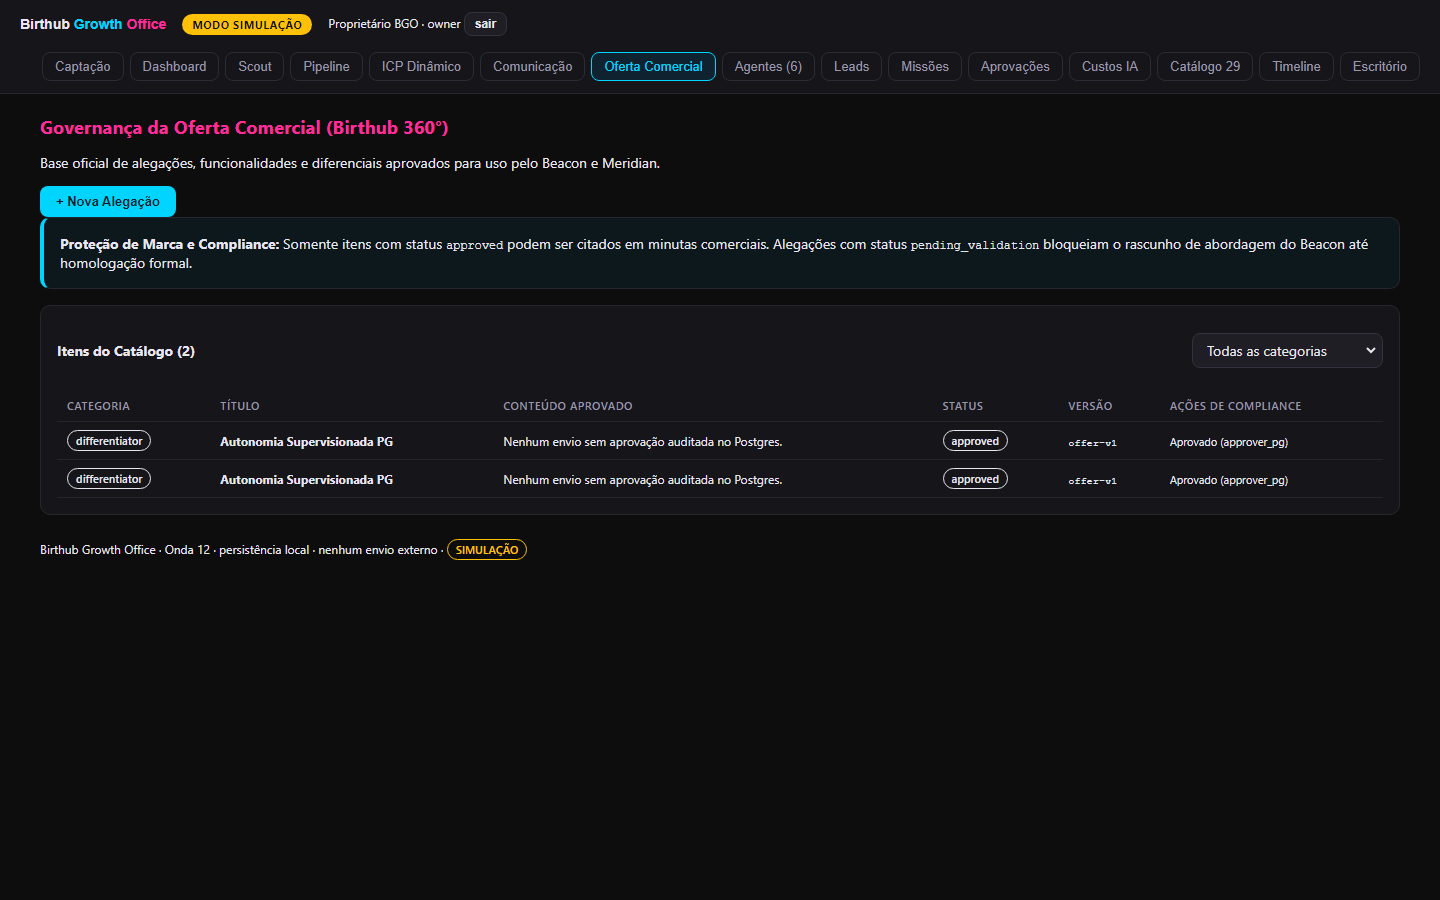 Birthub Growth Office MODO SIMULAÇÃO Proprietário BGO · owner sair
Captação Dashboard Scout Pipeline ICP Dinâmico Comunicação Oferta Comercial Agentes (6) Leads Missões Aprovações Custos IA Catálogo 29 Timeline Escritório
Governança da Oferta Comercial (Birthub 360°)
Base oficial de alegações, funcionalidades e diferenciais aprovados para uso pelo Beacon e Meridian.
+ Nova Alegação
Proteção de Marca e Compliance: Somente itens com status approved podem ser citados em minutas comerciais. Alegações com status pending_validation bloqueiam o rascunho de abordagem do Beacon até
homologação formal.
Itens do Catálogo (2) Todas as categorias
CATEGORIA TÍTULO CONTEÚDO APROVADO STATUS VERSÃO AÇÕES DE COMPLIANCE
differentiator Autonomia Supervisionada PG Nenhum envio sem aprovação auditada no Postgres. approved offer-v1 Aprovado (approver_pg)
differentiator Autonomia Supervisionada PG Nenhum envio sem aprovação auditada no Postgres. approved offer-v1 Aprovado (approver_pg)
Birthub Growth Office · Onda 12 · persistência local · nenhum envio externo · SIMULAÇÃO